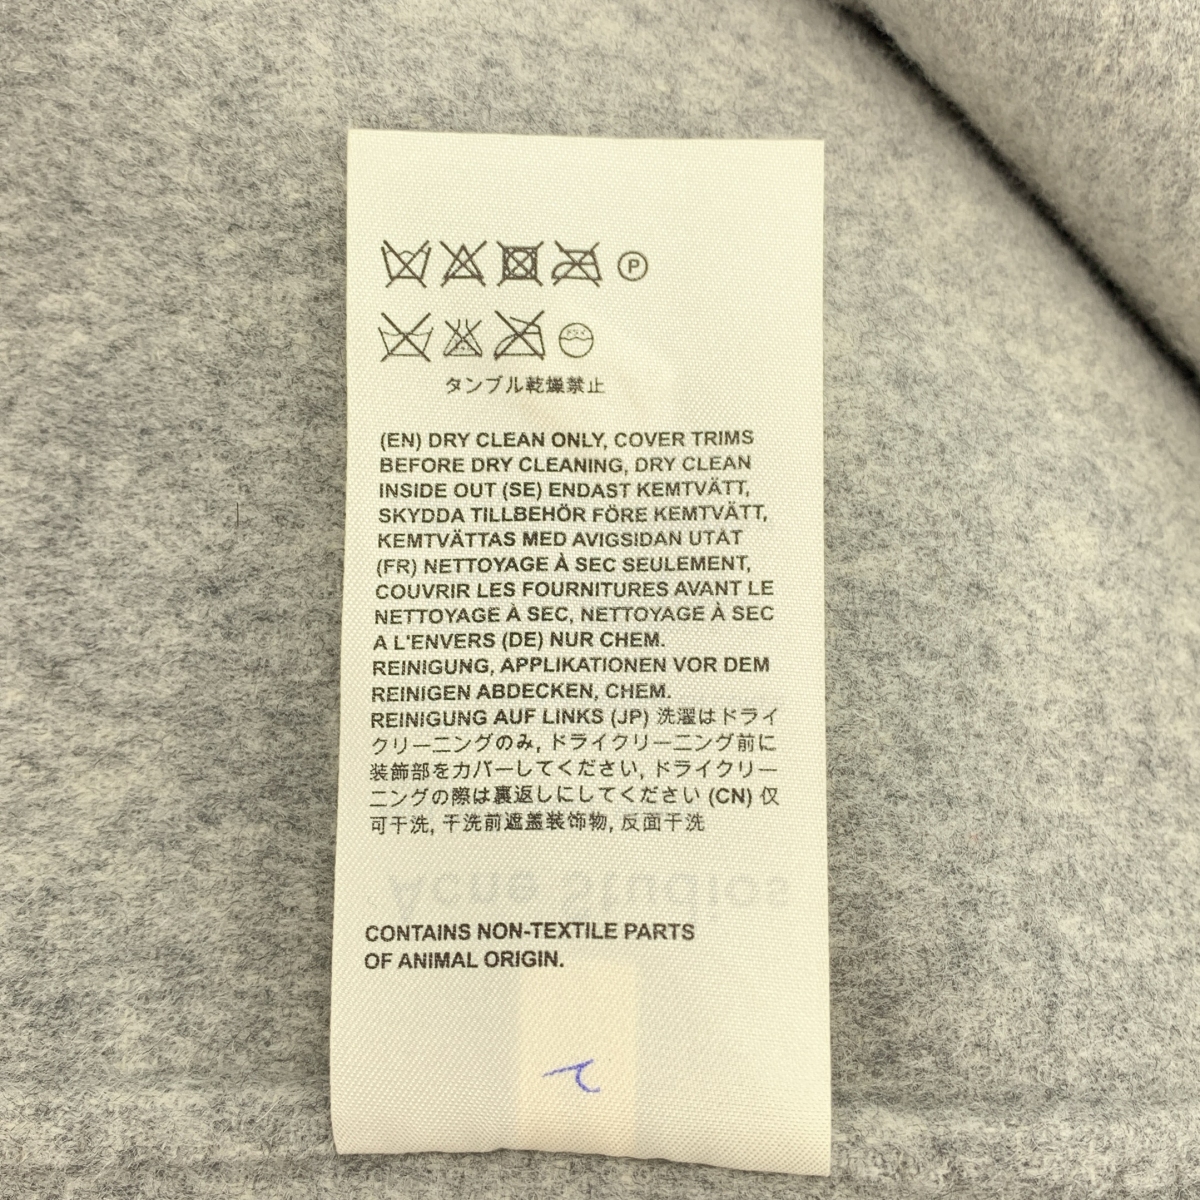 P
タンブル乾燥禁止
(EN) DRY CLEAN ONLY, COVER TRIMS
BEFORE DRY CLEANING, DRY CLEAN
INSIDE OUT (SE) ENDAST KEMTVÄTT,
SKYDDA TILLBEHÖR FÖRE KEMTVÄTT,
KEMTVÄTTAS MED AVIGSIDAN UTÅT
(FR) NETTOYAGE À SEC SEULEMENT,
COUVRIR LES FOURNITURES AVANT LE
NETTOYAGE À SEC, NETTOYAGE À SEC
A L'ENVERS (DE) NUR CHEM.
REINIGUNG, APPLIKATIONEN VOR DEM
REINIGEN ABDECKEN, CHEM.
REINIGUNG AUF LINKS (JP) 洗濯はドライ
クリーニングのみ, ドライクリーニング前に
装飾部をカバーしてください, ドライクリー
ニングの際は裏返しにしてください (CN) 仅
可干洗, 干洗前遮盖装饰物, 反面干洗
Acne Studios
CONTAINS NON-TEXTILE PARTS
OF ANIMAL ORIGIN.